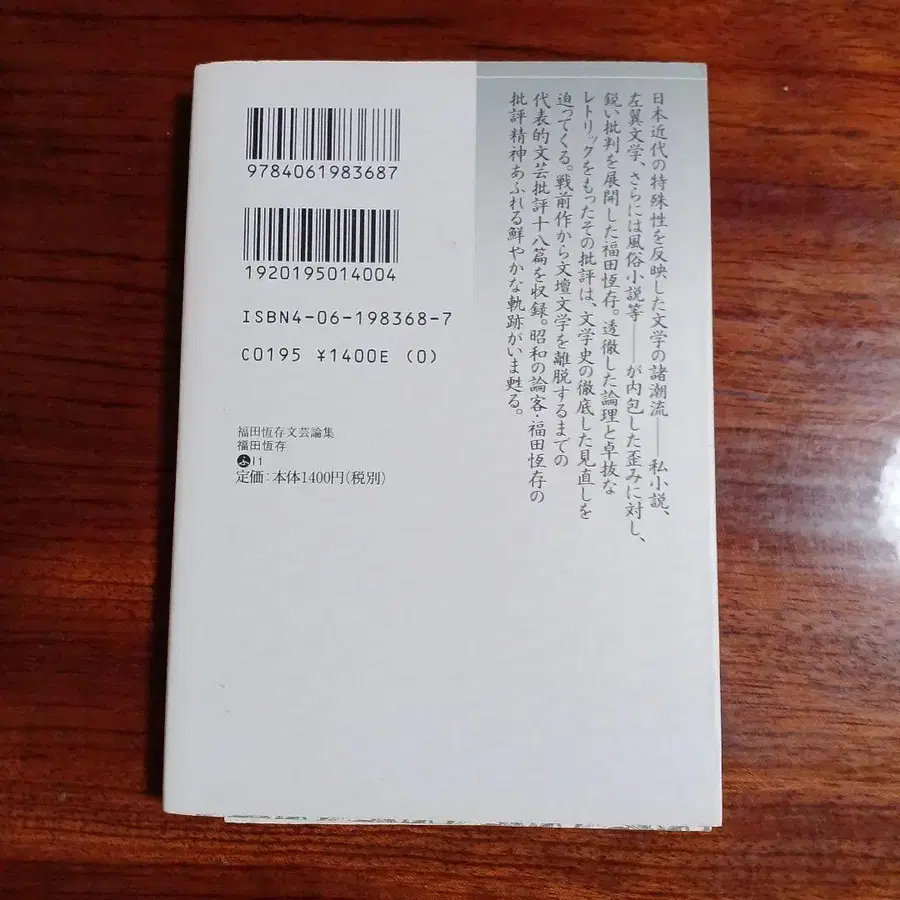 日本近代の特殊性を反映した文学の諸潮流――私小説、
左翼文学、さらには風俗小説等――が内包した歪みに対し、
鋭い批判を展開した福田恆存。透徹した論理と卓抜な
レトリックをもったその批評は、文学史の徹底した見直しを
迫ってくる。戦前作から文壇文学を離脱するまでの
代表的文芸批評十八篇を収録。昭和の論客・福田恆存の
批評精神あふれる鮮やかな軌跡がいま甦る。
9784061983687
1920195014004
ISBN4-06-198368-7
C0195 ¥1400E (0)
福田恆存文芸論集
福田恆存
ふI1
定価:本体1400円(税別)